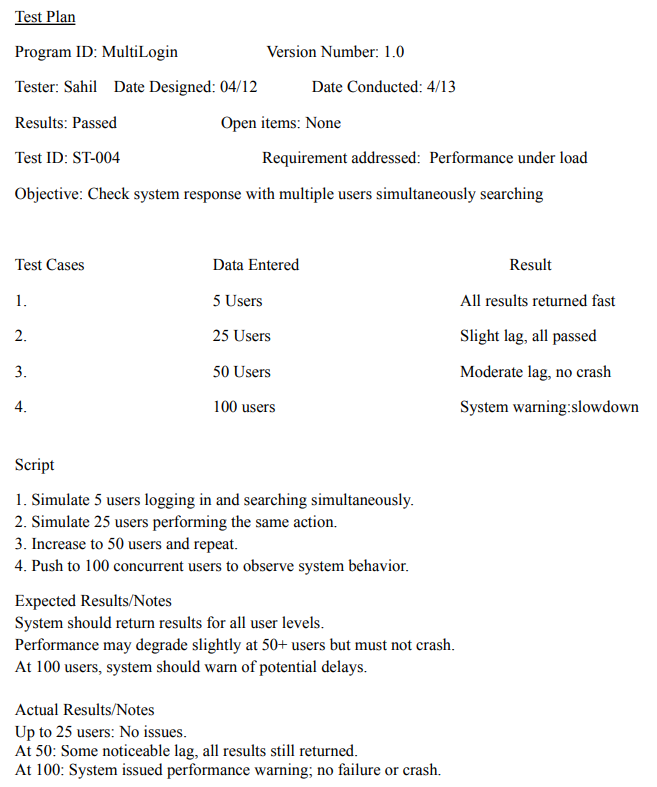 Test Plan
Program ID: MultiLogin Version Number: 1.0
Tester: Sahil Date Designed: 04/12 Date Conducted: 4/13
Results: Passed Open items: None
Test ID: ST-004 Requirement addressed: Performance under load
Objective: Check system response with multiple users simultaneously searching
Test Cases Data Entered Result
1. 5 Users All results returned fast
2. 25 Users Slight lag, all passed
3. 50 Users Moderate lag, no crash
4. 100 users System warning:slowdown
Script
1. Simulate 5 users logging in and searching simultaneously.
2. Simulate 25 users performing the same action.
3. Increase to 50 users and repeat.
4. Push to 100 concurrent users to observe system behavior.
Expected Results/Notes
System should return results for all user levels.
Performance may degrade slightly at 50+ users but must not crash.
At 100 users, system should warn of potential delays.
Actual Results/Notes
Up to 25 users: No issues.
At 50: Some noticeable lag, all results still returned.
At 100: System issued performance warning; no failure or crash.